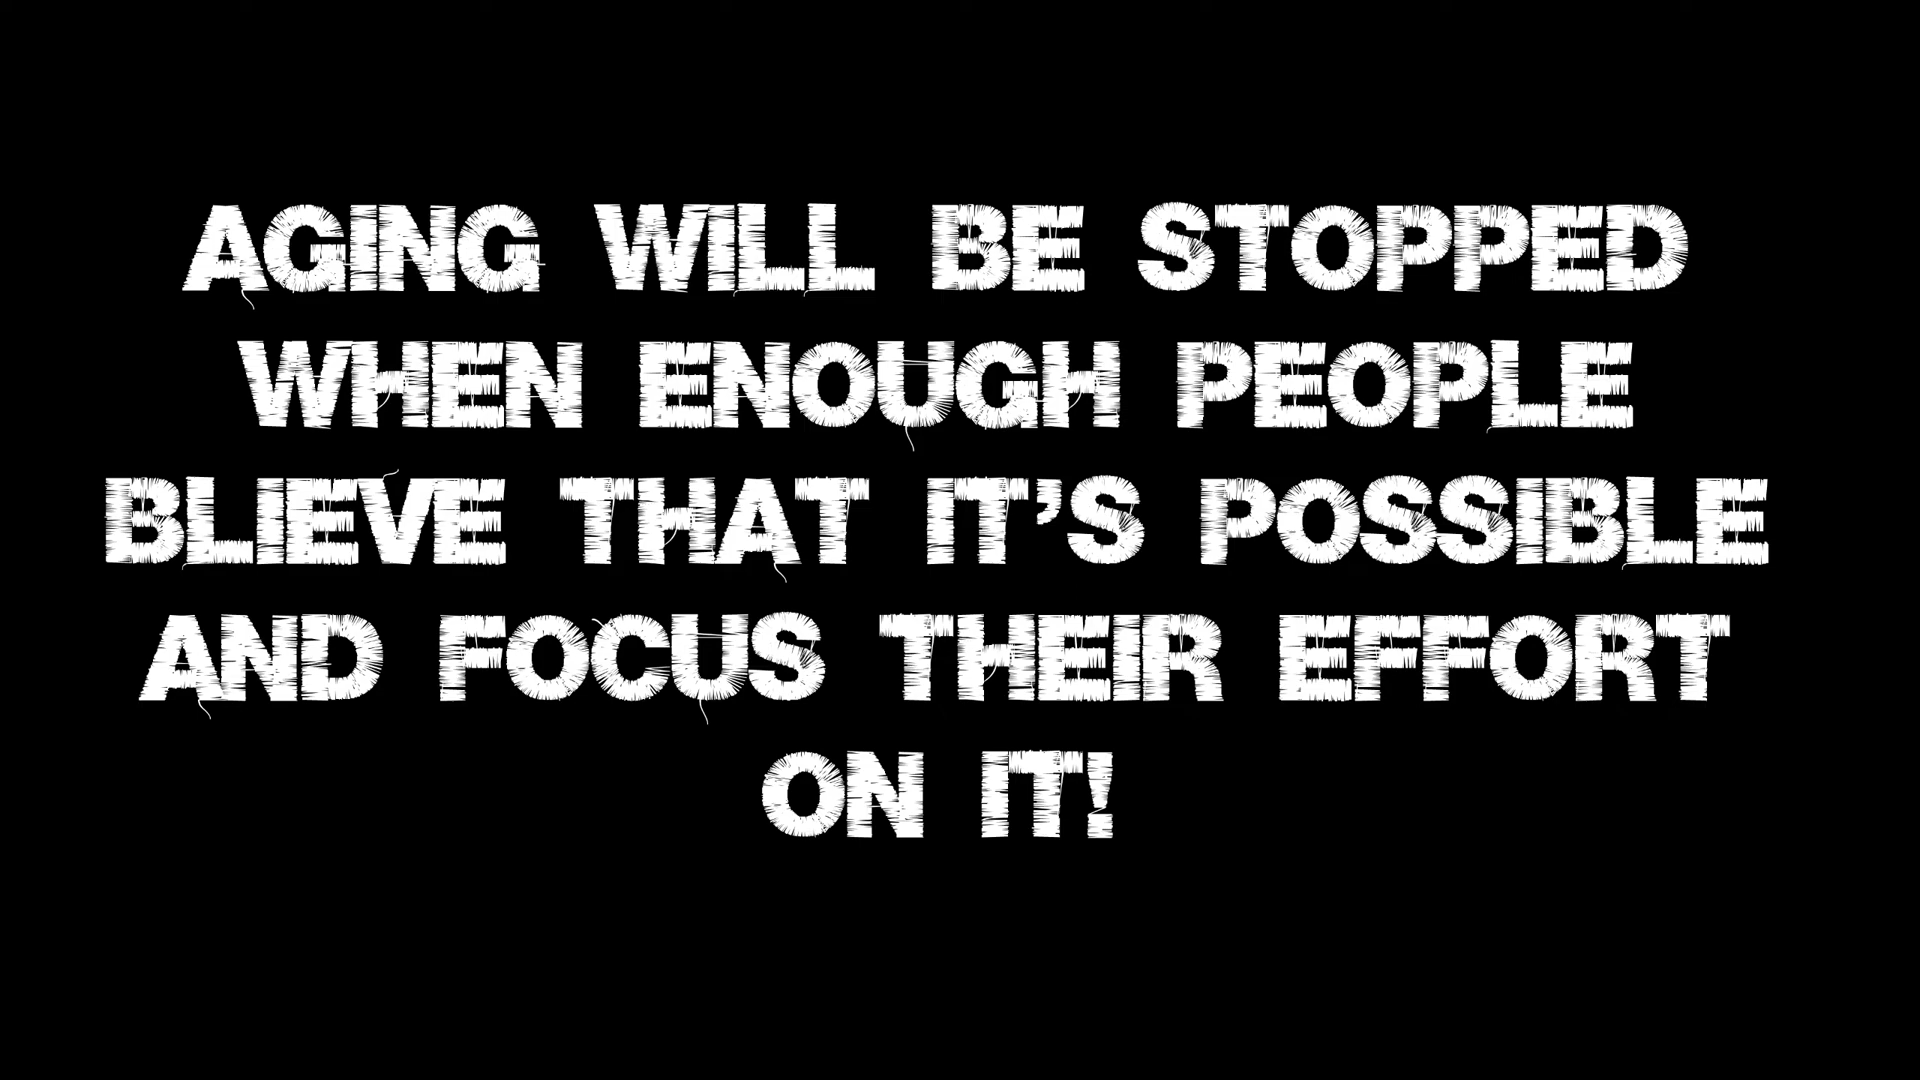 AGING WILL BE STOPPED
WHEN ENOUGH PEOPLE
BLIEVE THAT IT'S POSSIBLE
AND FOCUS THEIR EFFORT
ON IT!